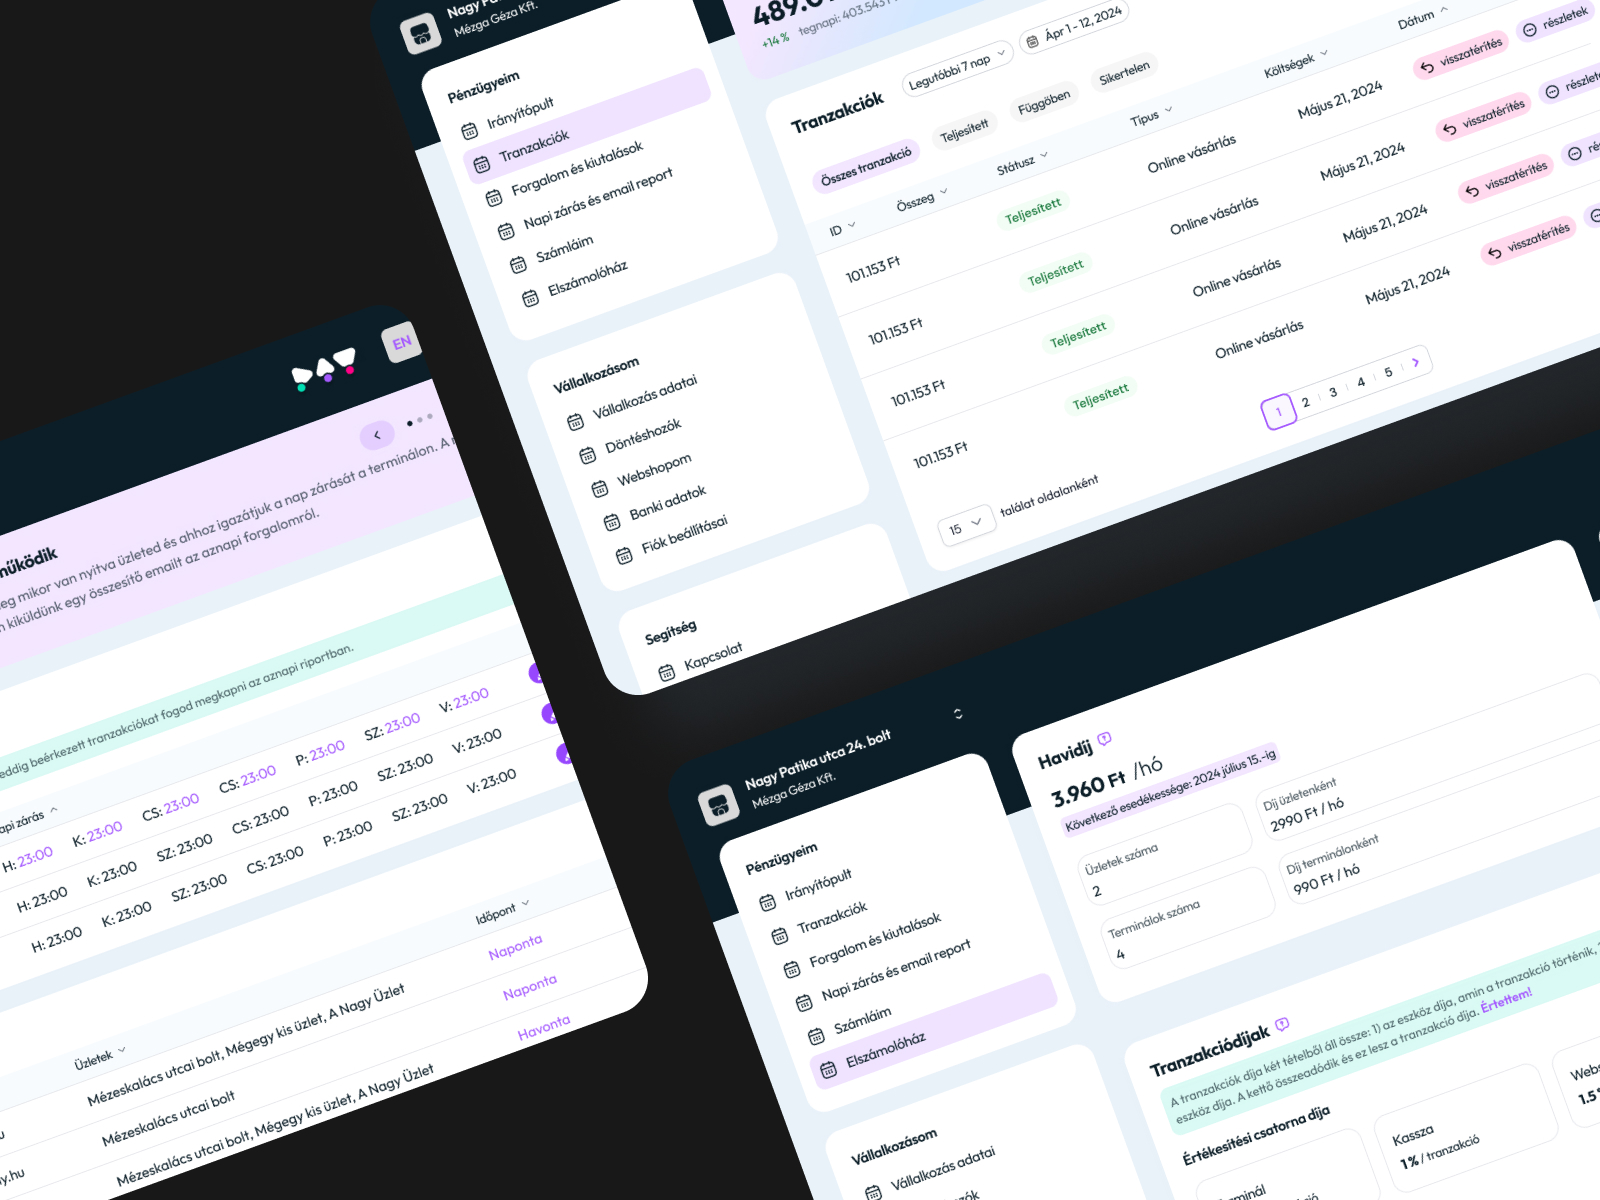 Mézga Géza Kft.
Pénzügyeim
Irányítópult
Tranzakciók
Forgalom és kiutalások
Napi zárás és email report
Számláim
Elszámolóház
Vállalkozásom
Vállalkozás adatai
Döntéshozók
Webshopom
Banki adatok
Fiók beállításai
Segítség
Kapcsolat
+14% tegnapi: 403.543
Tranzakciók
Legutóbbi 7 nap
Ápr 1 - 12, 2024
Összes tranzakció
Teljesített
Függöben
Sikertelen
ID
Összeg
Státusz
Típus
Költségek
Dátum
101.153 Ft Teljesített Online vásárlás Május 21, 2024 visszatérítés részletek
101.153 Ft Teljesített Online vásárlás Május 21, 2024 visszatérítés
101.153 Ft Teljesített Online vásárlás Május 21, 2024 visszatérítés
101.153 Ft Teljesített Online vásárlás Május 21, 2024 visszatérítés
15 találat oldalanként
1 2 3 4 5
EN
működik
mikor van nyitva üzleted és ahhoz igazátjuk a nap zárását a terminálon. A
kiküldünk egy összesítő emailt az aznapi forgalomról.
eddig beérkezett tranzakciókat fogod megkapni az aznapi riportban.
zárás
H: 23:00 K: 23:00 CS: 23:00 CS: 23:00 P: 23:00 SZ: 23:00 V: 23:00
H: 23:00 K: 23:00 SZ: 23:00 CS: 23:00 P: 23:00 SZ: 23:00 V: 23:00
H: 23:00 K: 23:00 SZ: 23:00 CS: 23:00 P: 23:00 SZ: 23:00 V: 23:00
Üzletek
Időpont
Mézeskalács utcai bolt, Mégegy kis üzlet, A Nagy Üzlet Naponta
Mézeskalács utcai bolt Naponta
Mézeskalács utcai bolt, Mégegy kis üzlet, A Nagy Üzlet Havonta
y.hu
Nagy Patika utca 24. bolt
Mézga Géza Kft.
Pénzügyeim
Irányítópult
Tranzakciók
Forgalom és kiutalások
Napi zárás és email report
Számláim
Elszámolóház
Vállalkozásom
Vállalkozás adatai
Havidíj
3.960 Ft /hó
Következő esedékessége: 2024 július 15.-ig
Üzletek száma
2
Díj üzletenként
2990 Ft / hó
Terminálok száma
4
Díj terminálonként
990 Ft / hó
Tranzakciódíjak
A tranzakciók díja két tételből áll össze: 1) az eszköz díja, amin a tranzakció történik,
eszköz díja. A kettő összeadódik és ez lesz a tranzakció díja. Értettem!
Értékesítési csatorna díja
Kassza
1% / tranzakció